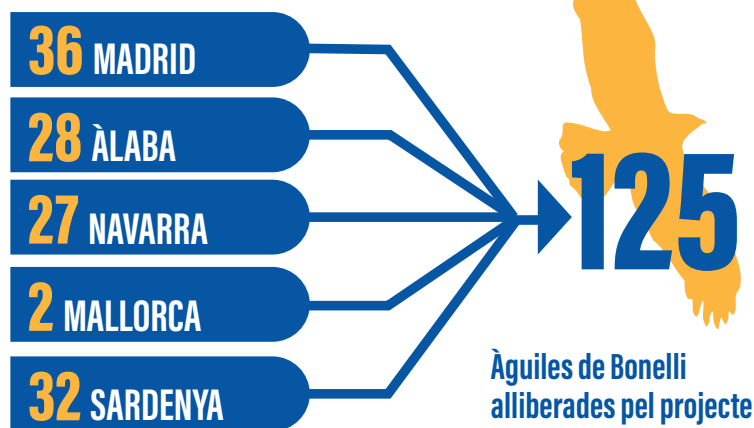 36 MADRID
28 ÀLABA
27 NAVARRA
2 MALLORCA
32 SARDENYA
125
Àguiles de Bonelli
alliberades pel projecte